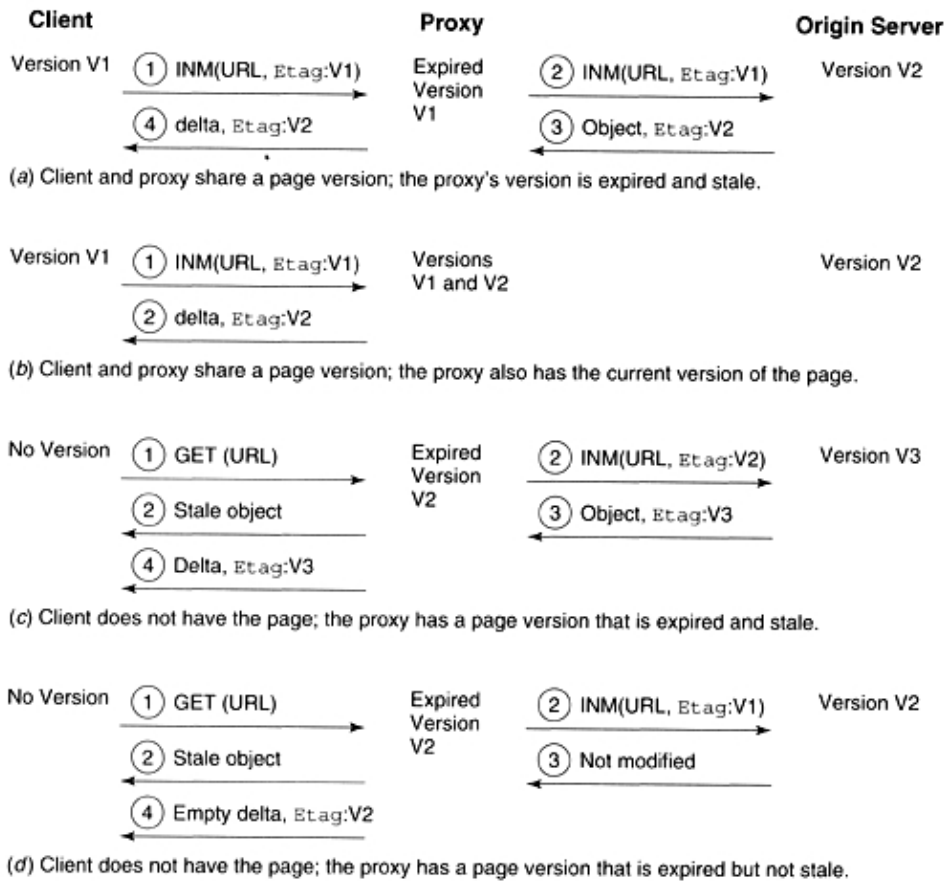 Client Proxy Origin Server
Version V1 1 INM(URL, Etag:V1) Expired Version V1 2 INM(URL, Etag:V1) Version V2
4 delta, Etag:V2 3 Object, Etag:V2
(a) Client and proxy share a page version; the proxy's version is expired and stale.
Version V1 1 INM(URL, Etag:V1) Versions V1 and V2 Version V2
2 delta, Etag:V2
(b) Client and proxy share a page version; the proxy also has the current version of the page.
No Version 1 GET (URL) Expired Version V2 2 INM(URL, Etag:V2) Version V3
2 Stale object 3 Object, Etag:V3
4 Delta, Etag:V3
(c) Client does not have the page; the proxy has a page version that is expired and stale.
No Version 1 GET (URL) Expired Version V2 2 INM(URL, Etag:V1) Version V2
2 Stale object 3 Not modified
4 Empty delta, Etag:V2
(d) Client does not have the page; the proxy has a page version that is expired but not stale.